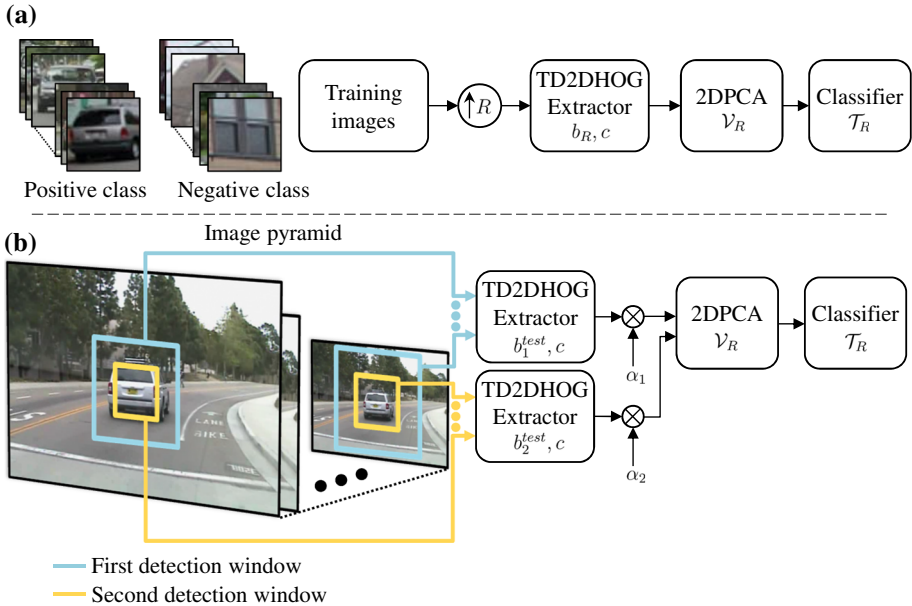 (a)
Positive class
Negative class
Training
images
↑R
TD2DHOG
Extractor
b_R, c
2DPCA
𝒱_R
Classifier
𝒯_R
(b)
Image pyramid
LANE
BIKE
TD2DHOG
Extractor
b_1^{test}, c
α_1
TD2DHOG
Extractor
b_2^{test}, c
α_2
2DPCA
𝒱_R
Classifier
𝒯_R
First detection window
Second detection window